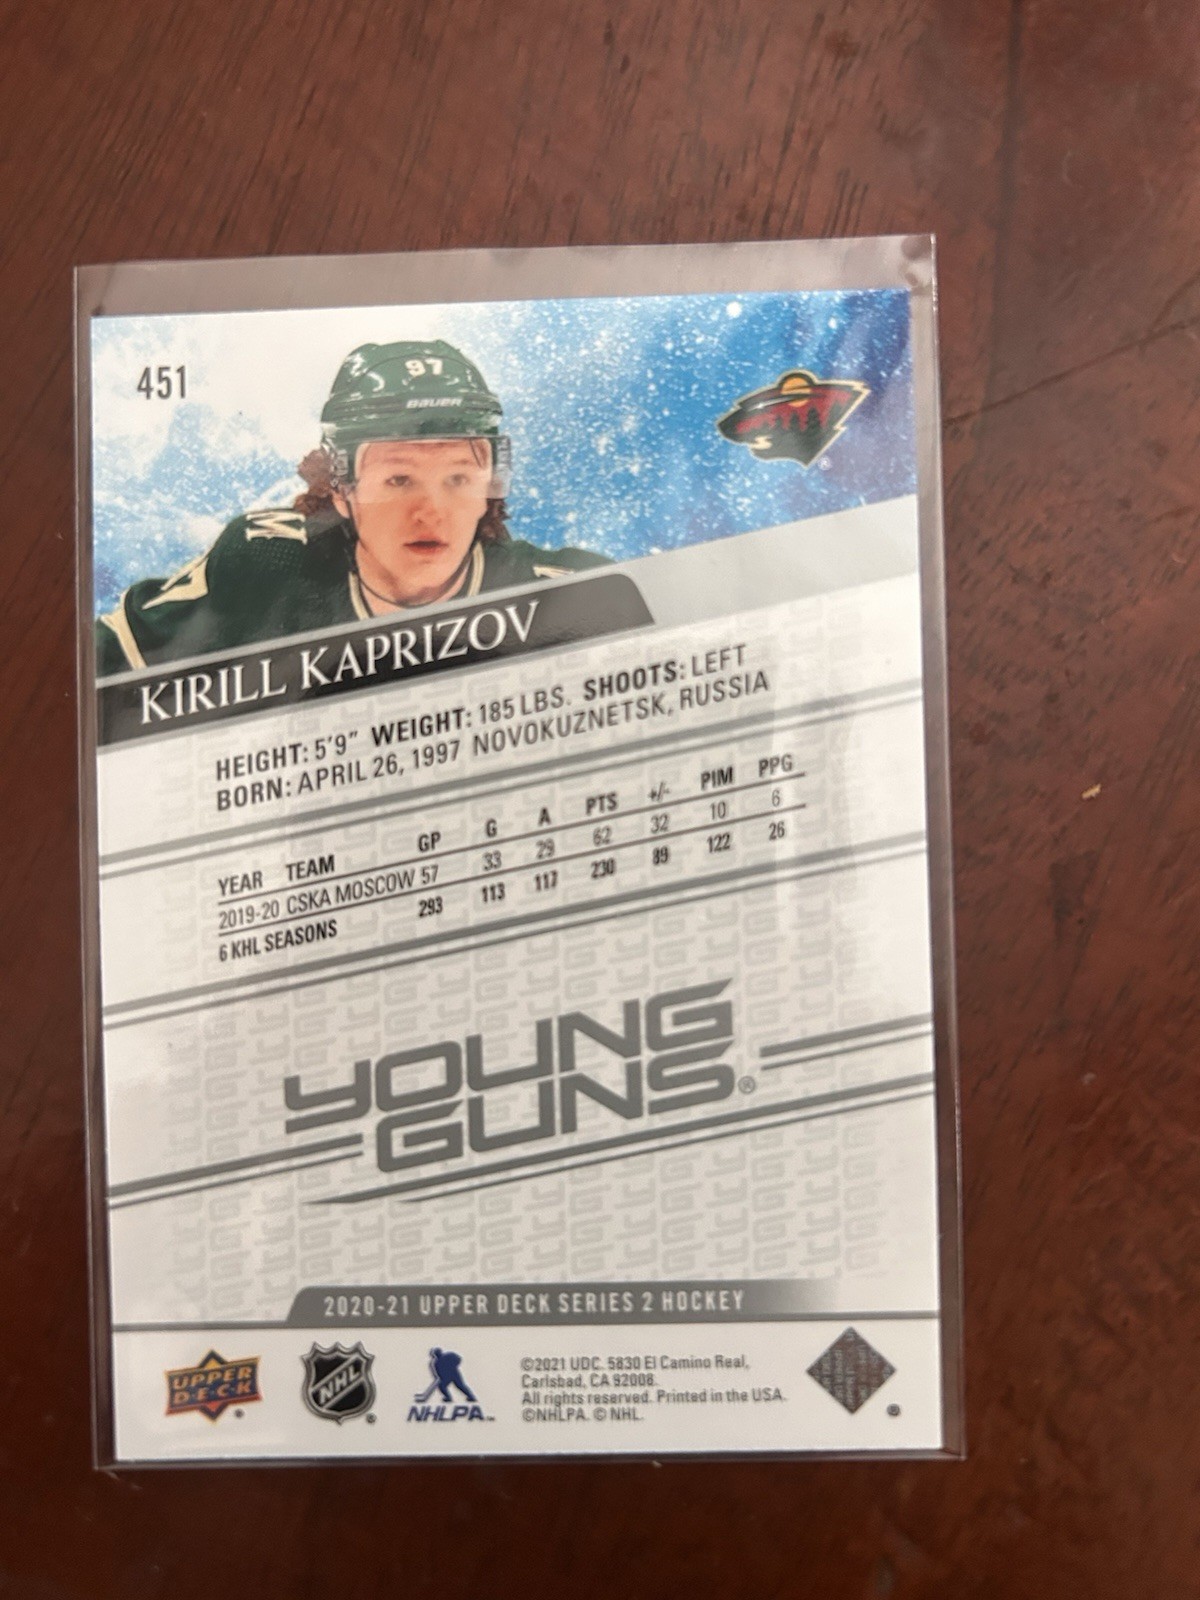 451
97
BAUER
KIRILL KAPRIZOV
HEIGHT: 5'9" WEIGHT: 185 LBS. SHOOTS: LEFT
BORN: APRIL 26, 1997 NOVOKUZNETSK, RUSSIA
YEAR TEAM GP G A PTS +/- PIM PPG
2019-20 CSKA MOSCOW 57 33 29 62 32 10 6
6 KHL SEASONS 293 113 117 230 89 122 26
YOUNG
GUNS®
2020-21 UPPER DECK SERIES 2 HOCKEY
UPPER
D·E·C·K
NHL
NHLPA™
©2021 UDC. 5830 El Camino Real,
Carlsbad, CA 92008.
All rights reserved. Printed in the USA.
©NHLPA. © NHL.